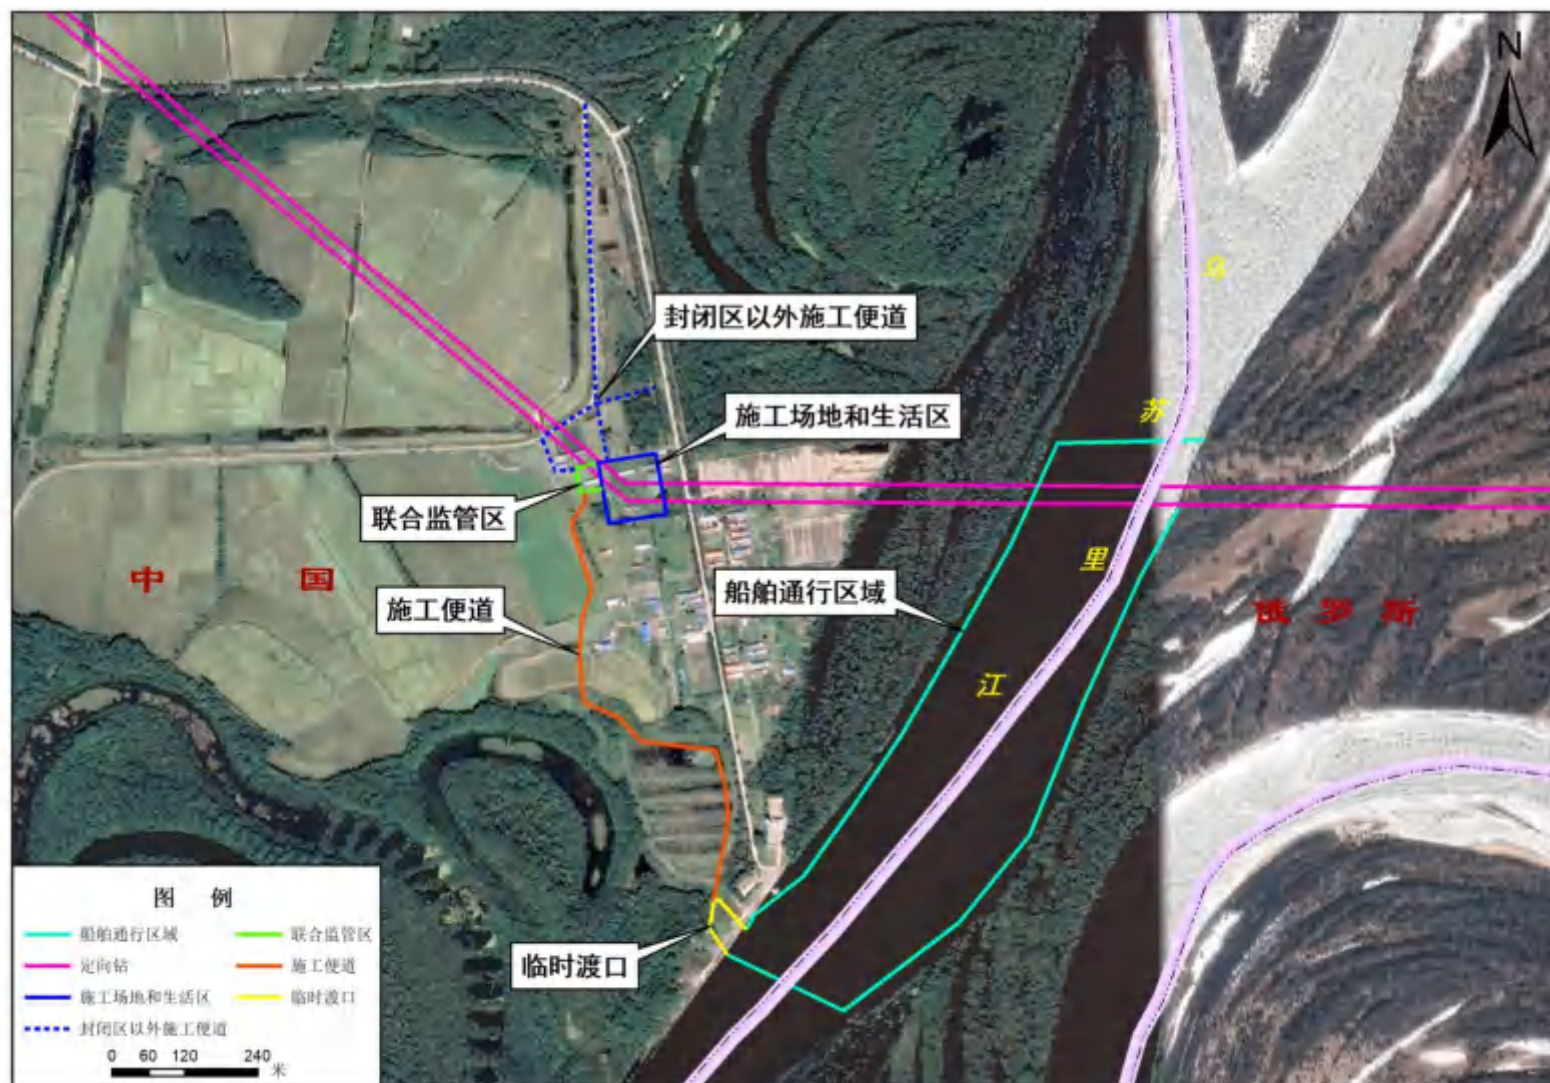 N
乌
封闭区以外施工便道
施工场地和生活区
苏
联合监管区
里
中 国
船舶通行区域
施工便道
俄 罗 斯
江
临时渡口
图 例
船舶通行区域
联合监管区
定向钻
施工便道
施工场地和生活区
临时渡口
封闭区以外施工便道
0 60 120 240
米